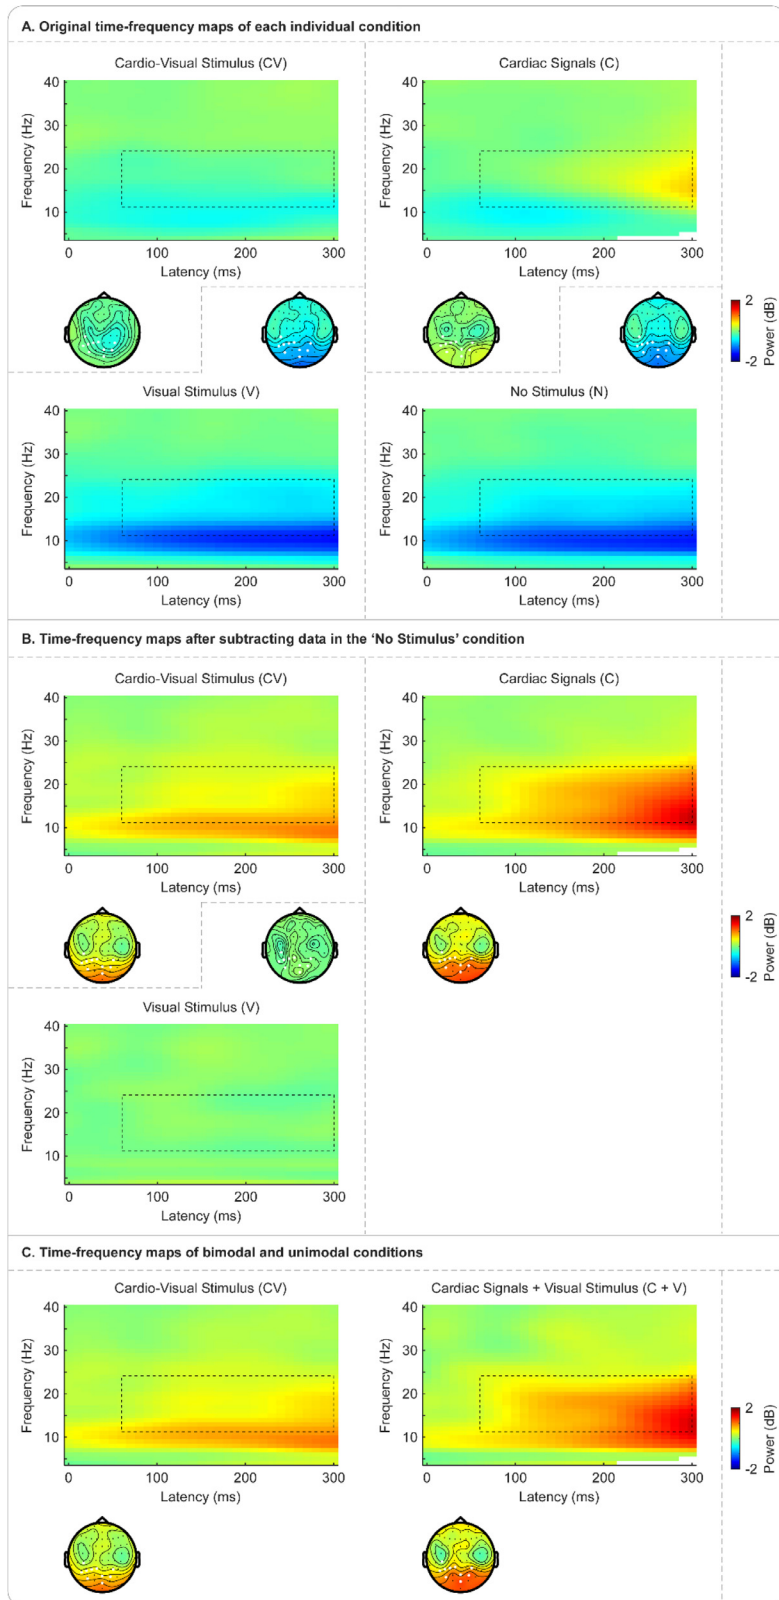 A. Original time-frequency maps of each individual condition
Cardio-Visual Stimulus (CV)
Frequency (Hz)
40
30
20
10
0
100
200
300
Latency (ms)
Cardiac Signals (C)
Frequency (Hz)
40
30
20
10
0
100
200
300
Latency (ms)
2
-2
Power (dB)
Visual Stimulus (V)
Frequency (Hz)
40
30
20
10
0
100
200
300
Latency (ms)
No Stimulus (N)
Frequency (Hz)
40
30
20
10
0
100
200
300
Latency (ms)
B. Time-frequency maps after subtracting data in the ‘No Stimulus’ condition
Cardio-Visual Stimulus (CV)
Frequency (Hz)
40
30
20
10
0
100
200
300
Latency (ms)
Cardiac Signals (C)
Frequency (Hz)
40
30
20
10
0
100
200
300
Latency (ms)
2
-2
Power (dB)
Visual Stimulus (V)
Frequency (Hz)
40
30
20
10
0
100
200
300
Latency (ms)
C. Time-frequency maps of bimodal and unimodal conditions
Cardio-Visual Stimulus (CV)
Frequency (Hz)
40
30
20
10
0
100
200
300
Latency (ms)
Cardiac Signals + Visual Stimulus (C + V)
Frequency (Hz)
40
30
20
10
0
100
200
300
Latency (ms)
2
-2
Power (dB)